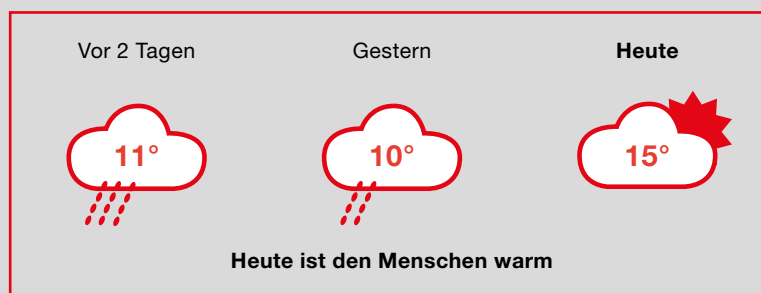 Vor 2 Tagen Gestern Heute
11° 10° 15°
Heute ist den Menschen warm